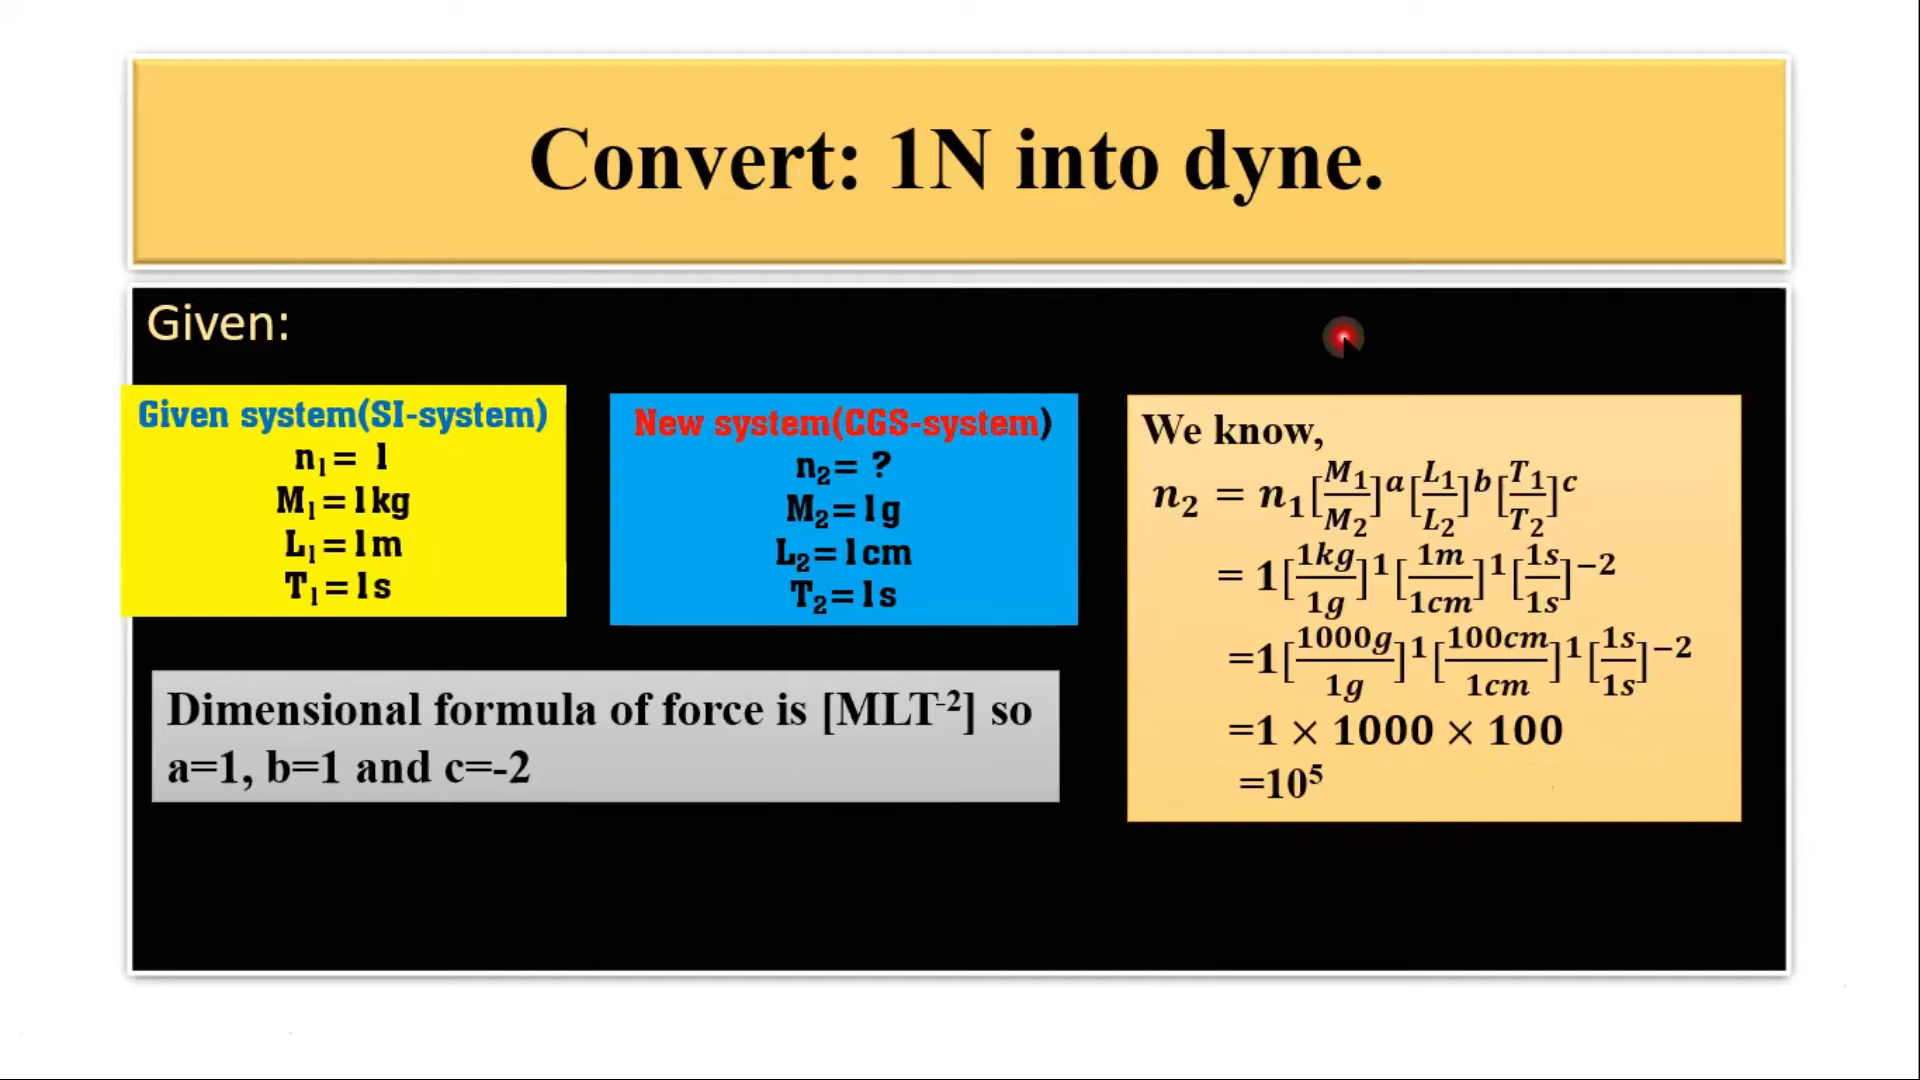 Convert: 1N into dyne.
Given:
Given system(SI-system)
n₁= 1
M₁=1kg
L₁=1m
T₁=1s
New system(CGS-system)
n₂= ?
M₂=1g
L₂=1cm
T₂=1s
Dimensional formula of force is [MLT⁻²] so
a=1, b=1 and c=-2
We know,
n₂ = n₁[M₁/M₂]ᵃ[L₁/L₂]ᵇ[T₁/T₂]ᶜ
= 1[1kg/1g]¹[1m/1cm]¹[1s/1s]⁻²
=1[1000g/1g]¹[100cm/1cm]¹[1s/1s]⁻²
=1 × 1000 × 100
=10⁵